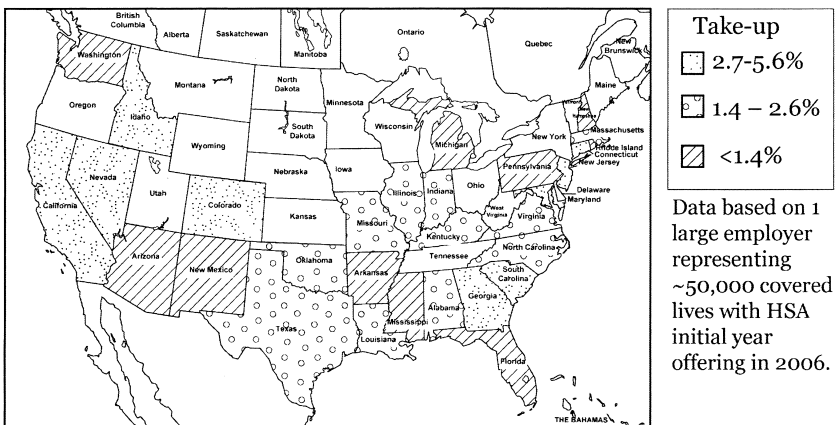 British
Columbia
Alberta
Saskatchewan
Manitoba
Ontario
Quebec
New
Brunswick
Washington
Montana
North
Dakota
Minnesota
Maine
Oregon
Idaho
South
Dakota
Wisconsin
Michigan
New York
Vermont
New
Hampshire
Massachusetts
Rhode Island
Connecticut
New Jersey
Wyoming
Nebraska
Iowa
Pennsylvania
Nevada
Utah
Colorado
Kansas
Illinois
Indiana
Ohio
Delaware
Maryland
California
Missouri
West
Virginia
Virginia
Kentucky
North Carolina
Tennessee
Arizona
New Mexico
Oklahoma
Arkansas
South
Carolina
Georgia
Alabama
Mississippi
Texas
Louisiana
Florida
THE BAHAMAS
Take-up
2.7-5.6%
1.4 – 2.6%
<1.4%
Data based on 1
large employer
representing
~50,000 covered
lives with HSA
initial year
offering in 2006.